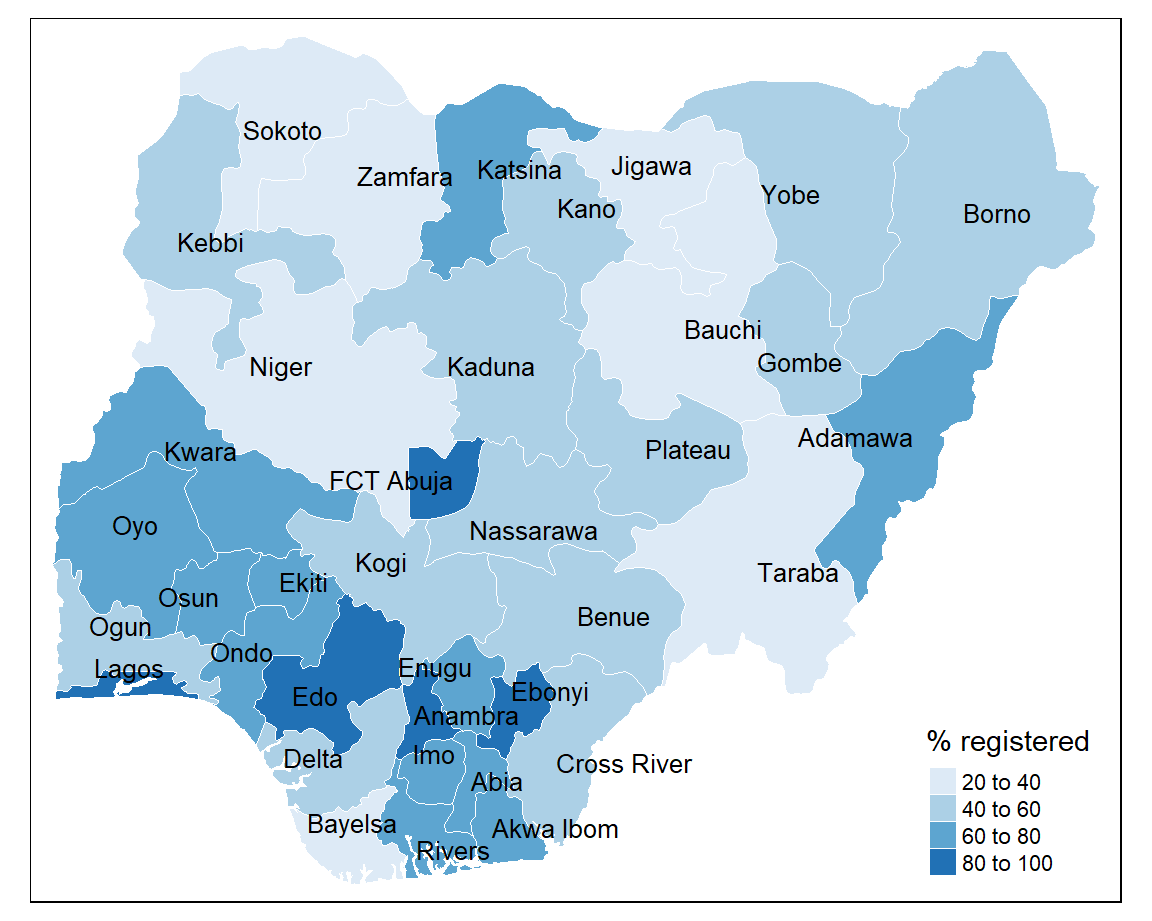 Sokoto
Zamfara
Katsina
Jigawa
Kano
Yobe
Borno
Kebbi
Niger
Kaduna
Bauchi
Gombe
Kwara
Plateau
Adamawa
FCT Abuja
Oyo
Nassarawa
Kogi
Taraba
Ekiti
Osun
Ogun
Benue
Ondo
Lagos
Enugu
Edo
Ebonyi
Anambra
Delta
Imo
Cross River
Abia
Bayelsa
Akwa Ibom
Rivers
% registered
20 to 40
40 to 60
60 to 80
80 to 100